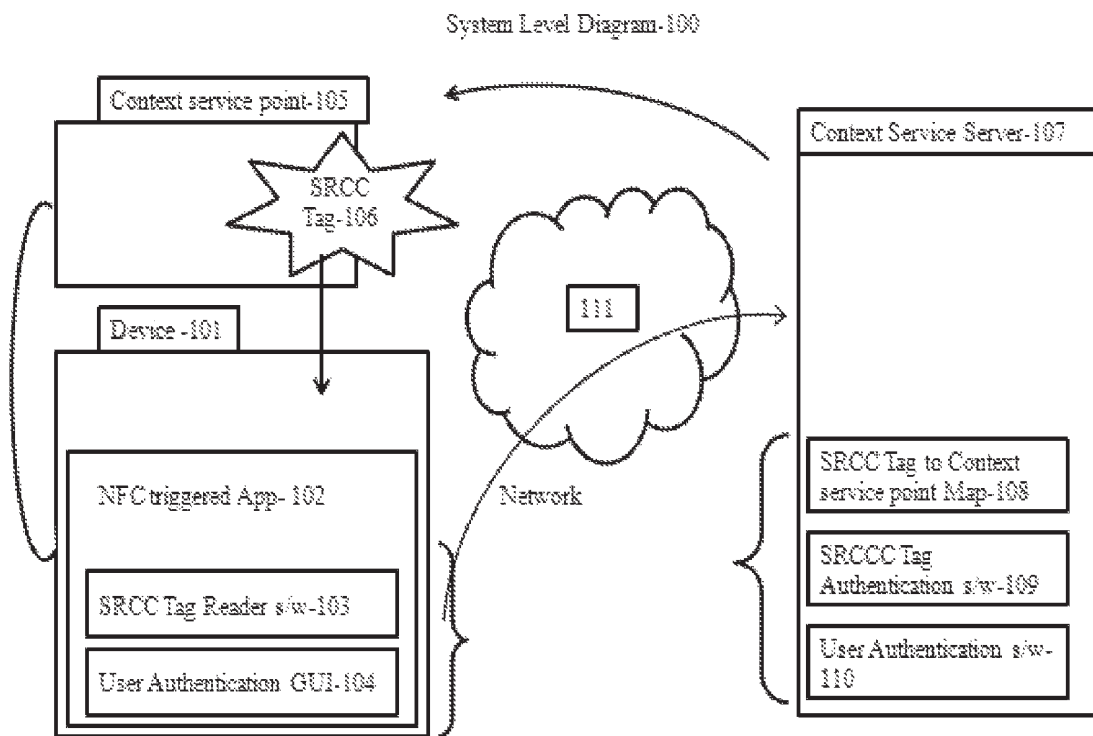 System Level Diagram-100
Context service point-105
Context Service Server-107
SRCC
Tag-106
111
Device -101
NFC triggered App- 102
Network
SRCC Tag to Context
service point Map-108
SRCCC Tag
Authentication s/w-109
SRCC Tag Reader s/w-103
User Authentication s/w-
110
User Authentication GUI-104